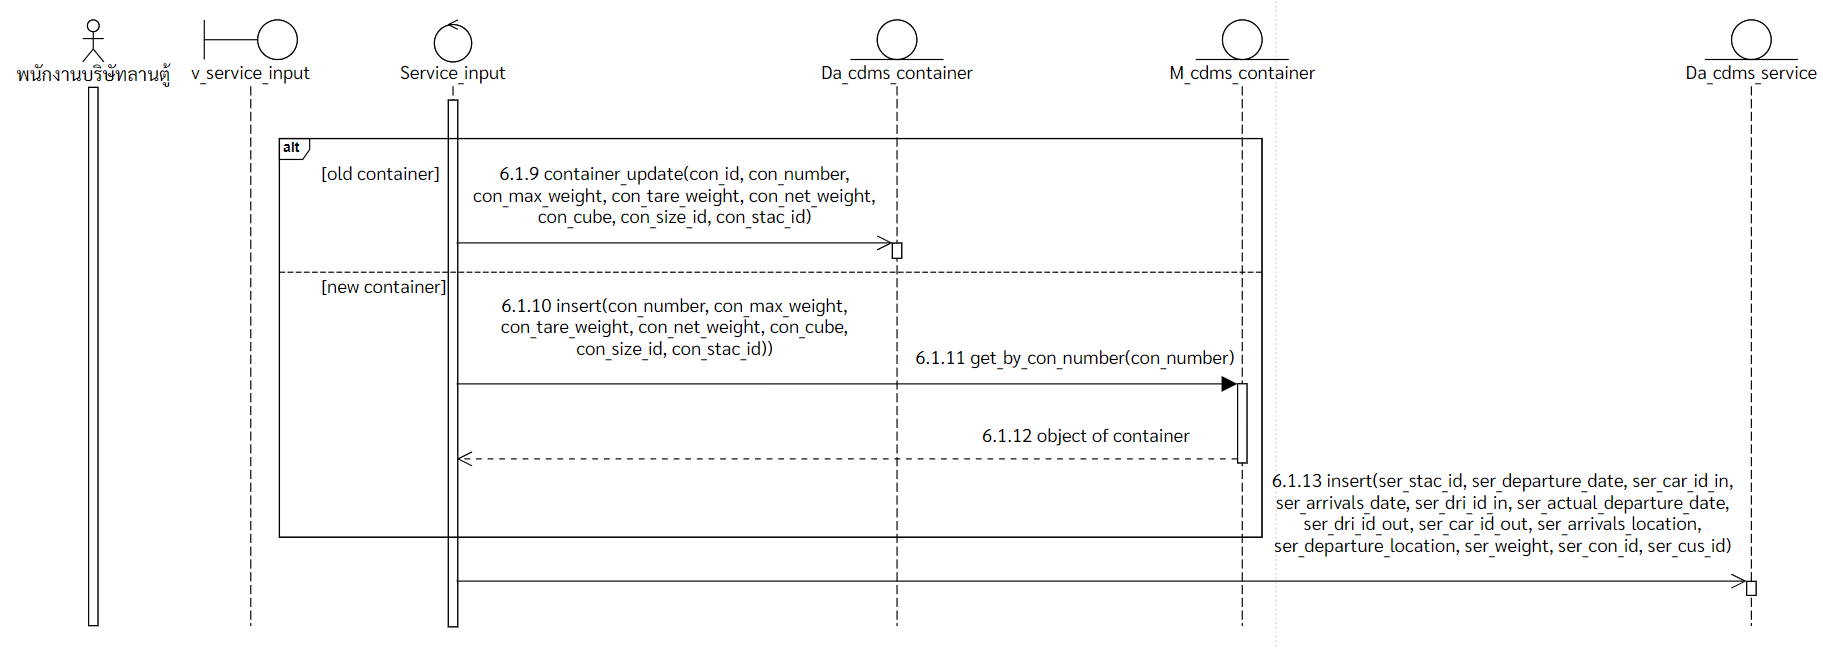 พนักงานบริษัทลานตู้
v_service_input
Service_input
Da_cdms_container
M_cdms_container
Da_cdms_service
alt
[old container]
6.1.9 container_update(con_id, con_number,
con_max_weight, con_tare_weight, con_net_weight,
con_cube, con_size_id, con_stac_id)
[new container]
6.1.10 insert(con_number, con_max_weight,
con_tare_weight, con_net_weight, con_cube,
con_size_id, con_stac_id))
6.1.11 get_by_con_number(con_number)
6.1.12 object of container
6.1.13 insert(ser_stac_id, ser_departure_date, ser_car_id_in,
ser_arrivals_date, ser_dri_id_in, ser_actual_departure_date,
ser_dri_id_out, ser_car_id_out, ser_arrivals_location,
ser_departure_location, ser_weight, ser_con_id, ser_cus_id)